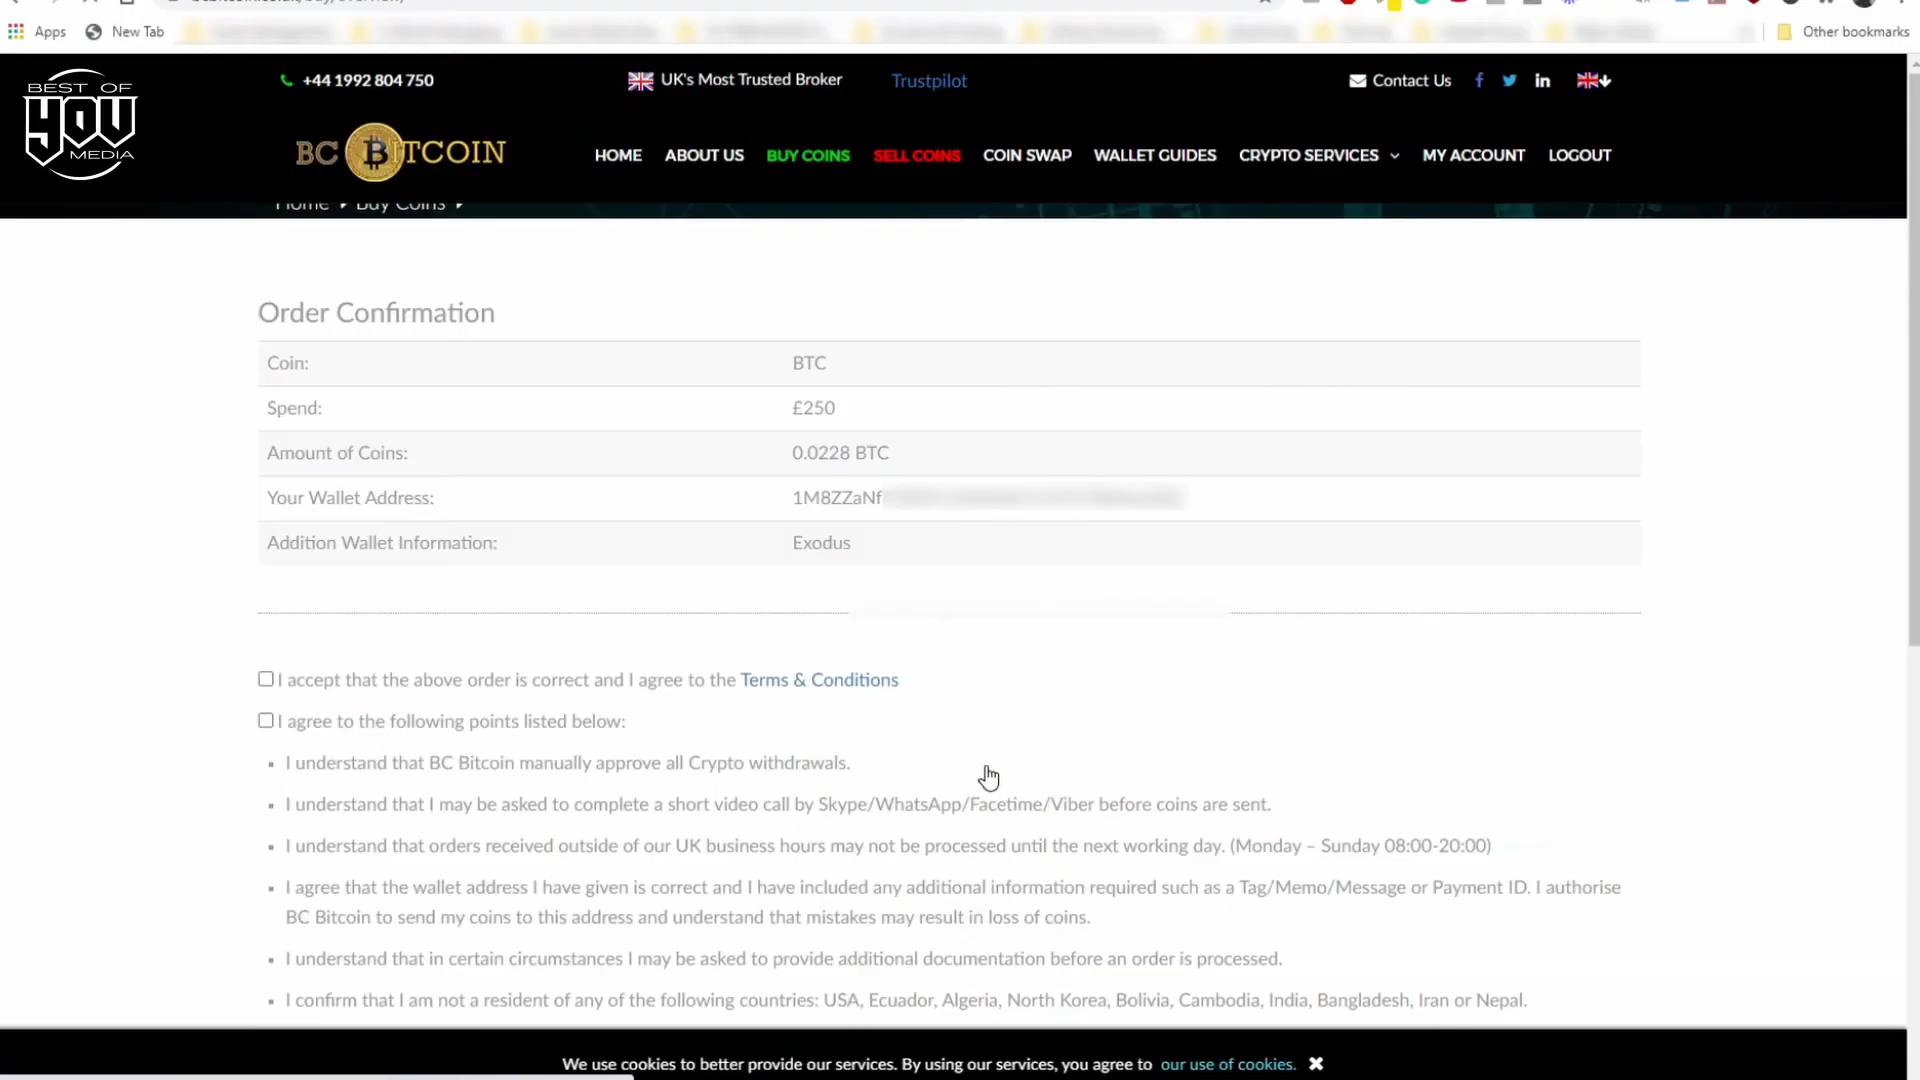 Apps
New Tab
Other bookmarks
BEST OF
YOU
MEDIA
+44 1992 804 750
UK's Most Trusted Broker
Trustpilot
Contact Us
BC BITCOIN
HOME
ABOUT US
BUY COINS
SELL COINS
COIN SWAP
WALLET GUIDES
CRYPTO SERVICES
MY ACCOUNT
LOGOUT
Home
Buy Coins
Order Confirmation
Coin: BTC
Spend: £250
Amount of Coins: 0.0228 BTC
Your Wallet Address: 1M8ZZaNf
Addition Wallet Information: Exodus
I accept that the above order is correct and I agree to the Terms & Conditions
I agree to the following points listed below:
I understand that BC Bitcoin manually approve all Crypto withdrawals.
I understand that I may be asked to complete a short video call by Skype/WhatsApp/Facetime/Viber before coins are sent.
I understand that orders received outside of our UK business hours may not be processed until the next working day. (Monday – Sunday 08:00-20:00)
I agree that the wallet address I have given is correct and I have included any additional information required such as a Tag/Memo/Message or Payment ID. I authorise
BC Bitcoin to send my coins to this address and understand that mistakes may result in loss of coins.
I understand that in certain circumstances I may be asked to provide additional documentation before an order is processed.
I confirm that I am not a resident of any of the following countries: USA, Ecuador, Algeria, North Korea, Bolivia, Cambodia, India, Bangladesh, Iran or Nepal.
We use cookies to better provide our services. By using our services, you agree to our use of cookies.